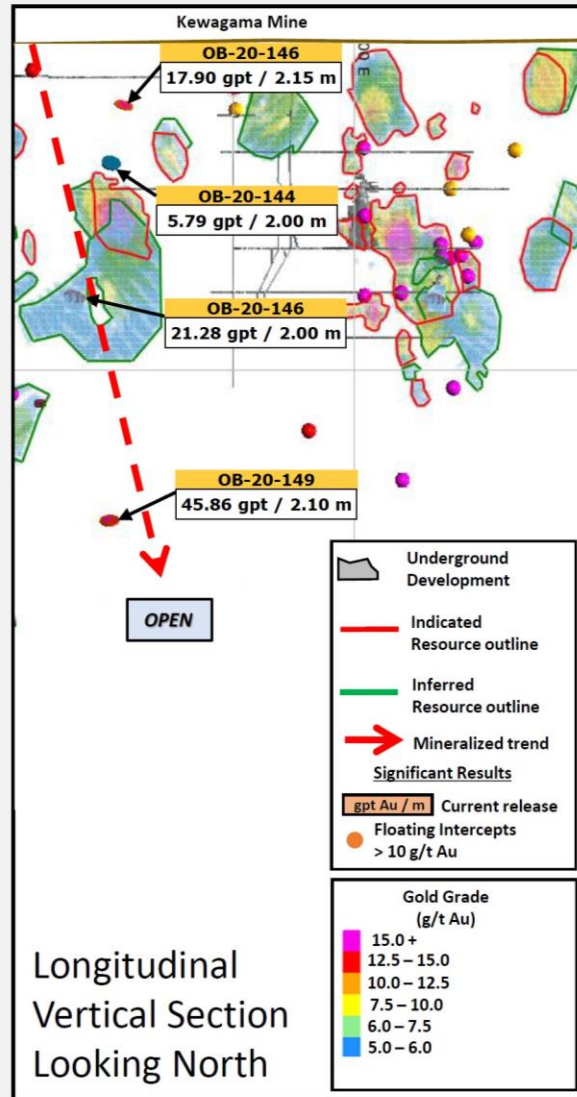 Kewagama Mine
OB-20-146
17.90 gpt / 2.15 m
OB-20-144
5.79 gpt / 2.00 m
OB-20-146
21.28 gpt / 2.00 m
OB-20-149
45.86 gpt / 2.10 m
OPEN
Underground
Development
Indicated
Resource outline
Inferred
Resource outline
Mineralized trend
Significant Results
gpt Au / m Current release
Floating Intercepts
> 10 g/t Au
Gold Grade
(g/t Au)
15.0 +
12.5 – 15.0
10.0 – 12.5
7.5 – 10.0
6.0 – 7.5
5.0 – 6.0
Longitudinal
Vertical Section
Looking North